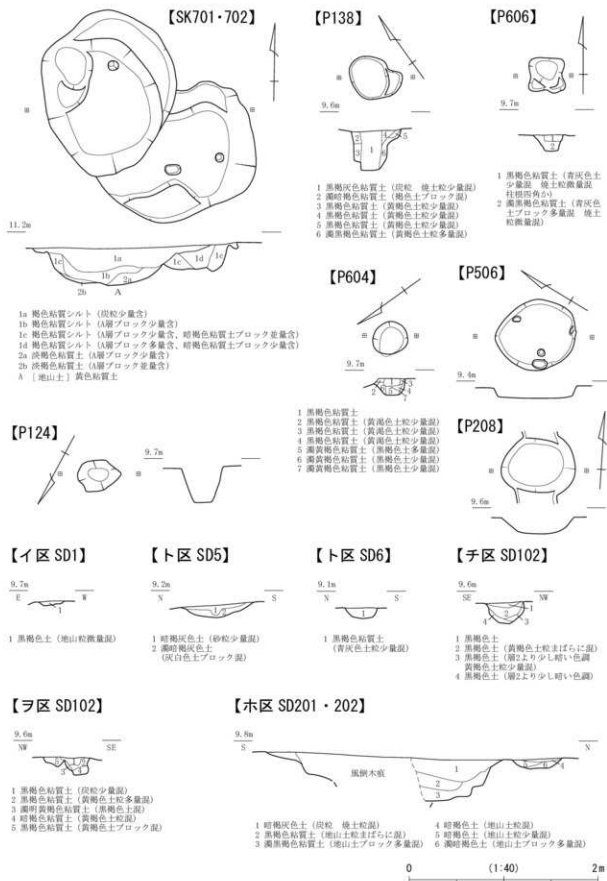 【SK701・702】
11.2m
1c
1a
1c
1d
1c
1b
2a
2b
A
1a 褐色粘質シルト（炭粒少量含）
1b 褐色粘質シルト（A層ブロック少量含）
1c 褐色粘質シルト（A層ブロック少量含、暗褐色粘質土ブロック並量含）
1d 褐色粘質シルト（A層ブロック多量含、暗褐色粘質土ブロック少量含）
2a 淡褐色粘質土（A層ブロック少量含）
2b 淡褐色粘質土（A層ブロック並量含）
A ［地山土］黄色粘質土
【P138】
9.6m
2
3
1
4
5
6
1 黒褐灰色粘質土（炭粒　焼土粒少量混）
2 濁暗褐色粘質土（褐色土ブロック混）
3 黒褐色粘質土（黄褐色土粒少量混）
4 黒褐色粘質土（黄褐色土粒少量混）
5 黒褐色粘質土（黄褐色土粒少量混）
6 濁黒褐色粘質土（黄褐色土粒多量混）
【P606】
9.7m
1
2
1 黒褐色粘質土（青灰色土
少量混　焼土粒微量混
柱根四角か）
2 濁黒褐色粘質土（青灰色
土ブロック多量混　焼土
粒微量混）
【P604】
9.7m
1 黒褐色粘質土
2 黒褐色粘質土（黄褐色土粒少量混）
3 黒褐色粘質土（黄褐色土粒少量混）
4 黒褐色粘質土（黄褐色土粒少量混）
5 濁黄褐色粘質土（黒褐色土多量混）
6 濁黄褐色粘質土（黒褐色土少量混）
7 濁黄褐色粘質土（黒褐色土少量混）
【P506】
9.4m
【P124】
9.7m
【P208】
9.6m
【イ区 SD1】
9.7m
E
W
1
1 黒褐色土（地山粒微量混）
【ト区 SD5】
9.2m
N
S
1
2
1 暗褐灰色土（砂粒少量混）
2 濁暗褐灰色土
（灰白色土ブロック混）
【ト区 SD6】
9.1m
N
S
1
1 黒褐色粘質土
（青灰色土粒少量混）
【チ区 SD102】
9.6m
SE
NW
1
2
4
3
1 黒褐色土
2 黒褐色土（黄褐色土粒まばらに混）
3 黒褐色土（層2より少し暗い色調
黄褐色土粒少量混）
4 黒褐色土（層2より少し暗い色調）
【ヲ区 SD102】
9.6m
NW
SE
1 黒褐色粘質土（炭粒少量混）
2 黒褐色粘質土（黄褐色土粒多量混）
3 濁明黄褐色粘質土（黒褐色土混）
4 暗褐色粘質土（黄褐色土粒混）
5 黒褐色粘質土（黄褐色土ブロック混）
【ホ区 SD201・202】
9.8m
S
N
風倒木痕
1
2
3
4
5
6
1 暗褐灰色土（炭粒　焼土粒混）
2 黒褐色粘質土（地山土粒まばらに混）
3 濁黒褐色粘質土（地山土ブロック多量混）
4 暗褐色土（地山土粒混）
5 暗褐色土（地山土粒少量混）
6 濁暗褐色土（地山土ブロック多量混）
0
(1:40)
2m